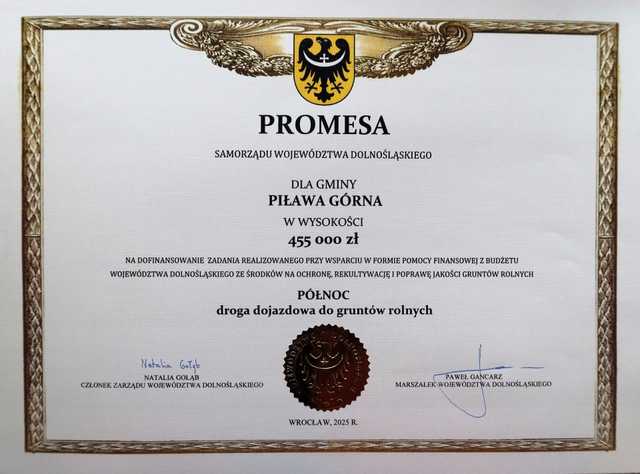 PROMESA
SAMORZĄDU WOJEWÓDZTWA DOLNOŚLĄSKIEGO
DLA GMINY
PIŁAWA GÓRNA
W WYSOKOŚCI
455 000 zł
NA DOFINANSOWANIE ZADANIA REALIZOWANEGO PRZY WSPARCIU W FORMIE POMOCY FINANSOWEJ Z BUDŻETU
WOJEWÓDZTWA DOLNOŚLĄSKIEGO ZE ŚRODKÓW NA OCHRONĘ, REKULTYWACJĘ I POPRAWĘ JAKOŚCI GRUNTÓW ROLNYCH
PÓŁNOC
droga dojazdowa do gruntów rolnych
Natalia Gołąb
NATALIA GOŁĄB
CZŁONEK ZARZĄDU WOJEWÓDZTWA DOLNOŚLĄSKIEGO
PAWEŁ GANCARZ
MARSZAŁEK WOJEWÓDZTWA DOLNOŚLĄSKIEGO
WROCŁAW, 2025 R.